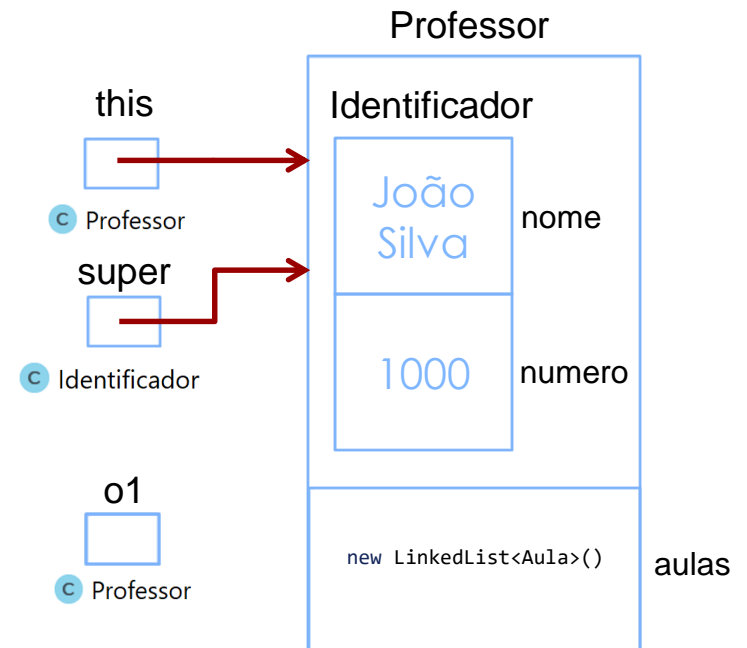 Professor
this
Identificador
João
Silva
nome
C Professor
super
1000
numero
C Identificador
o1
new LinkedList<Aula>()
aulas
C Professor